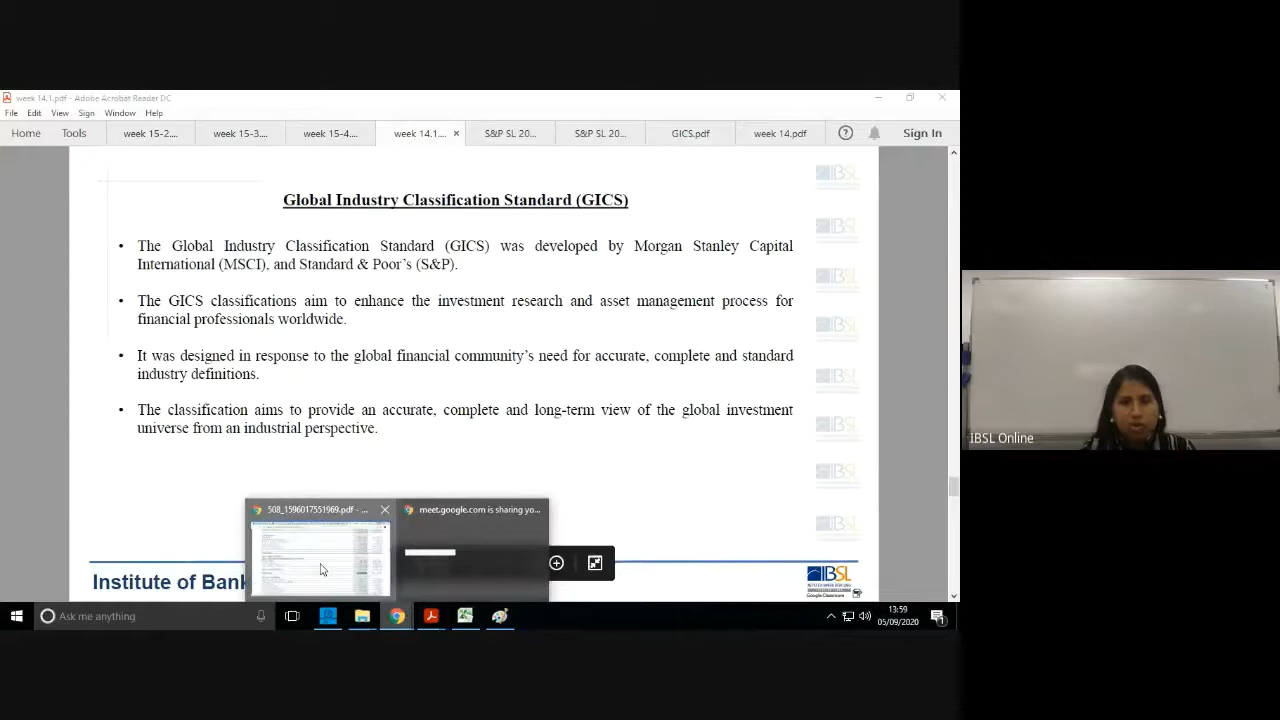 week 14.1.pdf - Adobe Acrobat Reader DC
File Edit View Sign Window Help
Home Tools week 15-2.... week 15-3.... week 15-4.... week 14.1.... × S&P SL 20... S&P SL 20... GICS.pdf week 14.pdf Sign In
Global Industry Classification Standard (GICS)
• The Global Industry Classification Standard (GICS) was developed by Morgan Stanley Capital
International (MSCI), and Standard & Poor's (S&P).
• The GICS classifications aim to enhance the investment research and asset management process for
financial professionals worldwide.
• It was designed in response to the global financial community's need for accurate, complete and standard
industry definitions.
• The classification aims to provide an accurate, complete and long-term view of the global investment
universe from an industrial perspective.
IBSL Online
508_1596017551969.pdf - ... meet.google.com is sharing yo...
Institute of Bank
IBSL
Google Classroom
Ask me anything
13:59
05/09/2020